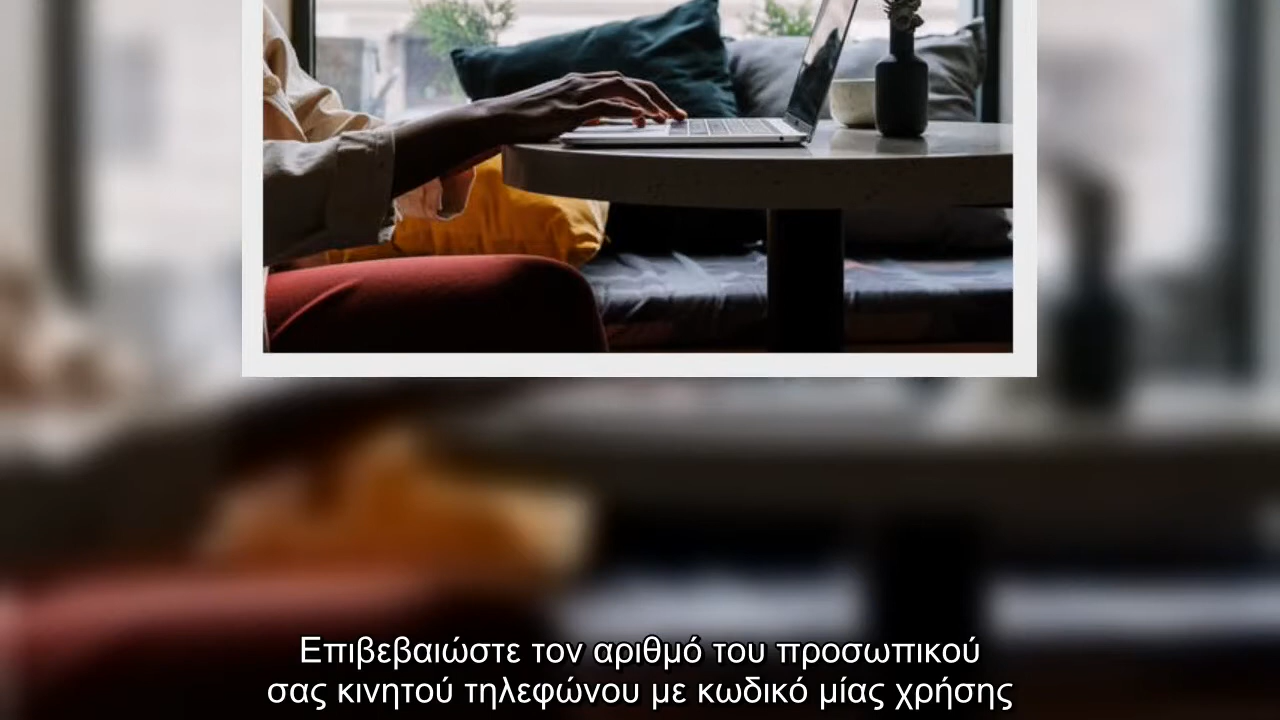 Επιβεβαιώστε τον αριθμό του προσωπικού
σας κινητού τηλεφώνου με κωδικό μίας χρήσης